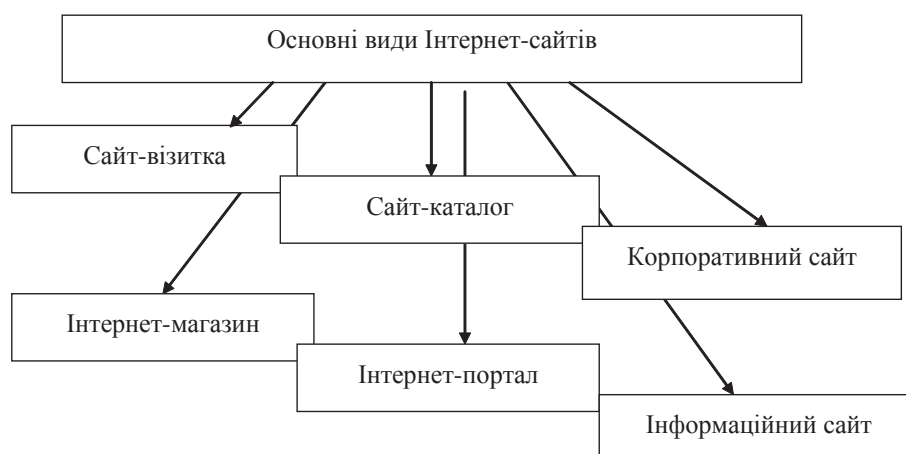 Основні види Інтернет-сайтів
Сайт-візитка
Сайт-каталог
Корпоративний сайт
Інтернет-магазин
Інтернет-портал
Інформаційний сайт